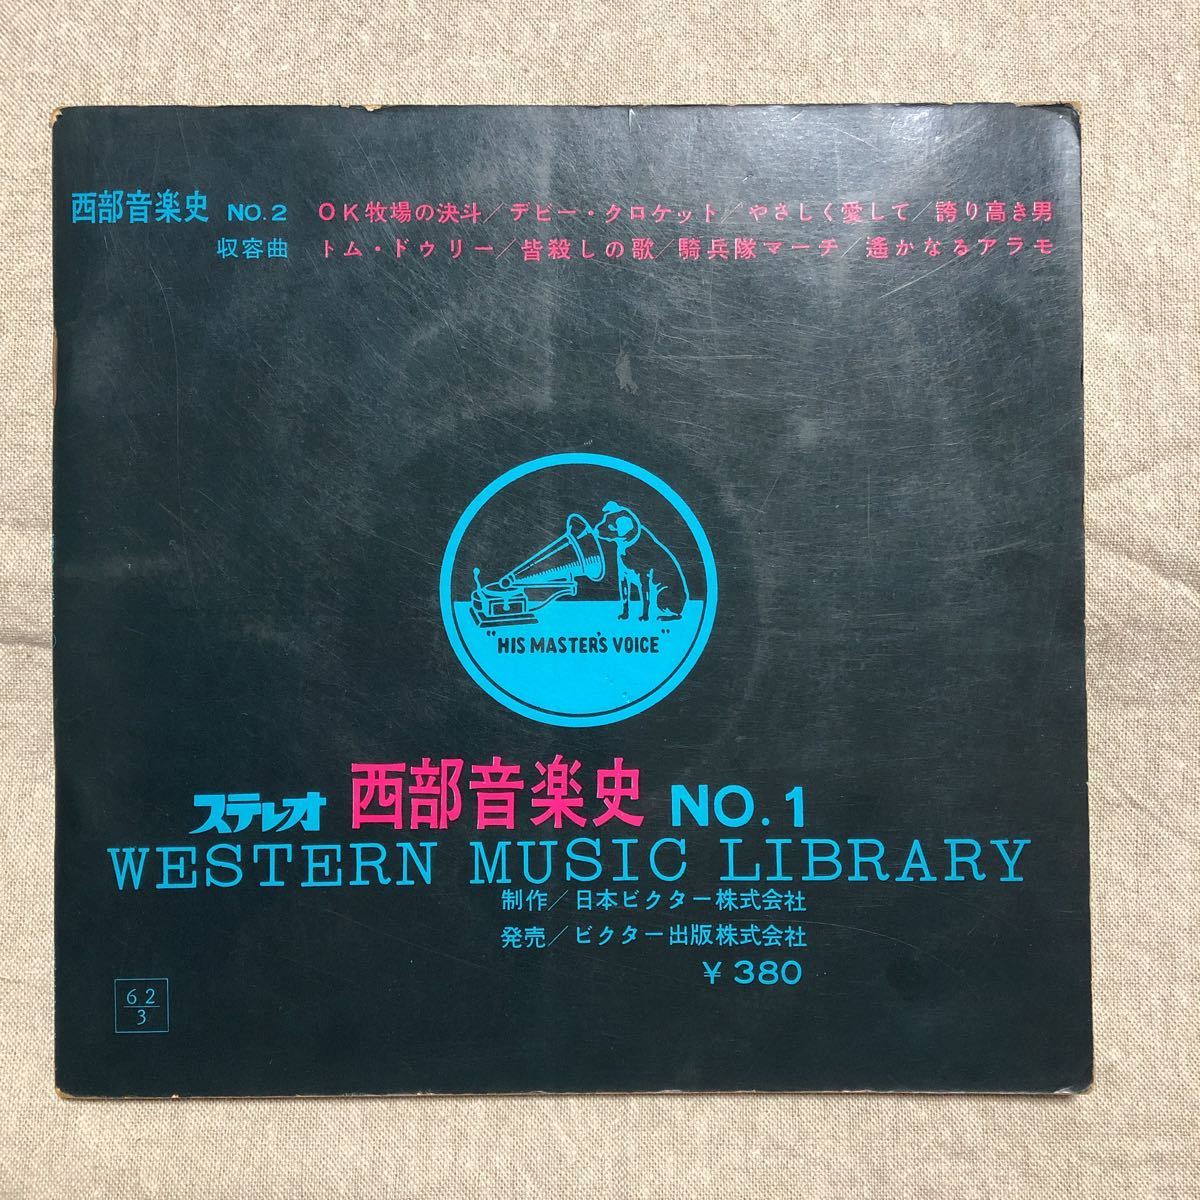 西部音楽史 NO.2 OK牧場の決斗／デビー・クロケット／やさしく愛して／誇り高き男
収容曲 トム・ドゥリー／皆殺しの歌／騎兵隊マーチ／遙かなるアラモ
"HIS MASTER'S VOICE"
ステレオ 西部音楽史 NO.1
WESTERN MUSIC LIBRARY
制作／日本ビクター株式会社
発売／ビクター出版株式会社
￥380
62
3